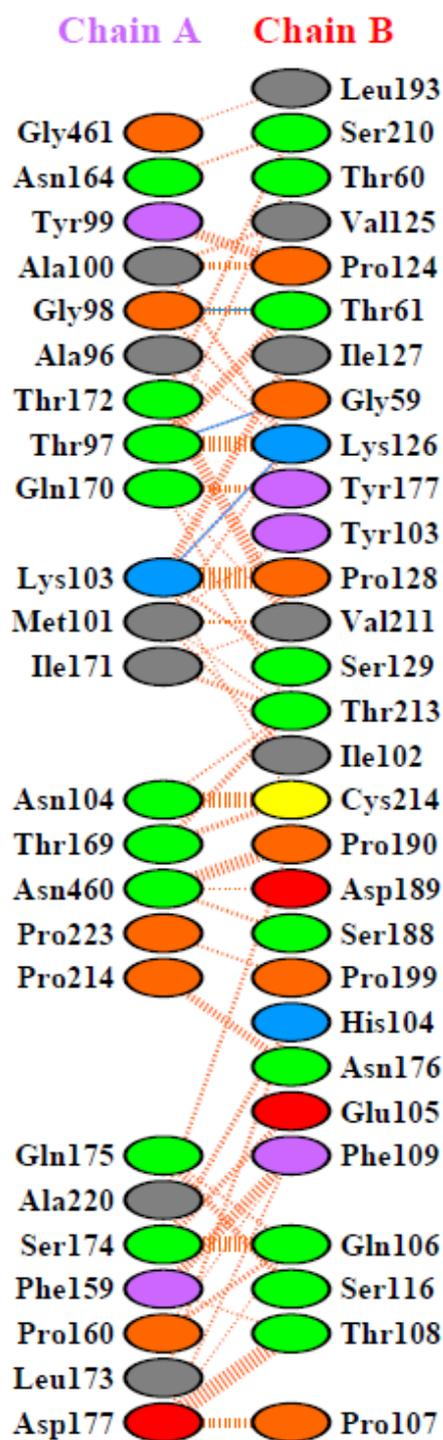 Chain A Chain B
Leu193
Gly461 Ser210
Asn164 Thr60
Tyr99 Val125
Ala100 Pro124
Gly98 Thr61
Ala96 Ile127
Thr172 Gly59
Thr97 Lys126
Gln170 Tyr177
Tyr103
Lys103 Pro128
Met101 Val211
Ile171 Ser129
Thr213
Ile102
Asn104 Cys214
Thr169 Pro190
Asn460 Asp189
Pro223 Ser188
Pro214 Pro199
His104
Asn176
Glu105
Gln175 Phe109
Ala220
Ser174 Gln106
Phe159 Ser116
Pro160 Thr108
Leu173
Asp177 Pro107